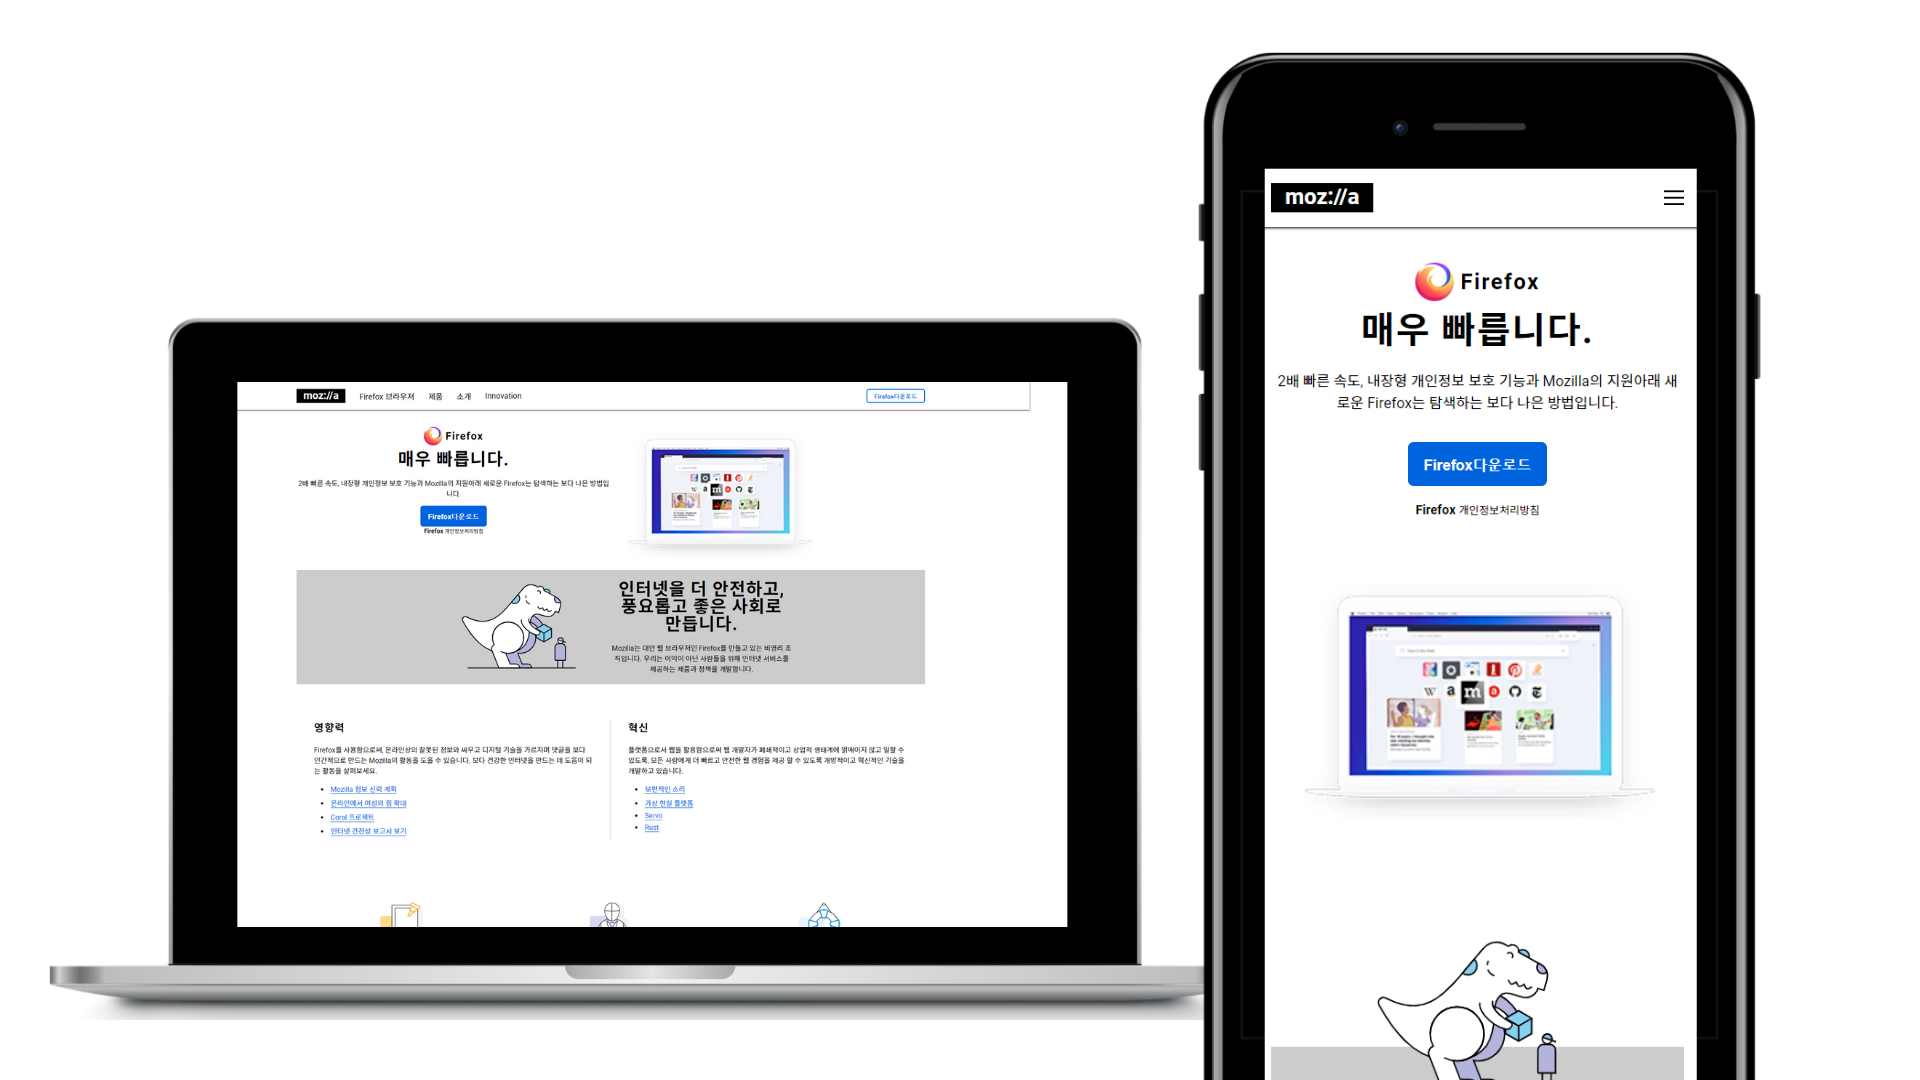 moz://a
Firefox 브라우저 제품 소개 Innovation
Firefox다운로드
Firefox
매우 빠릅니다.
2배 빠른 속도, 내장형 개인정보 보호 기능과 Mozilla의 지원아래 새로운 Firefox는 탐색하는 보다 나은 방법입
니다.
Firefox다운로드
Firefox 개인정보처리방침
인터넷을 더 안전하고,
풍요롭고 좋은 사회로
만듭니다.
Mozilla는 대안 웹 브라우저인 Firefox를 만들고 있는 비영리 조
직입니다. 우리는 이익이 아닌 사람들을 위해 인터넷 서비스를
제공하는 제품과 정책을 개발합니다.
영향력
Firefox를 사용함으로써, 온라인상의 잘못된 정보와 싸우고 디지털 기술을 가르치며 댓글을 보다
인간적으로 만드는 Mozilla의 활동을 도울 수 있습니다. 보다 건강한 인터넷을 만드는 데 도움이 되
는 활동을 살펴보세요.
Mozilla 정보 신뢰 계획
온라인에서 여성의 힘 확대
Coral 프로젝트
인터넷 건전성 보고서 보기
혁신
플랫폼으로서 웹을 활용함으로써 웹 개발자가 폐쇄적이고 상업적 생태계에 얽매이지 않고 일할 수
있도록, 모든 사람에게 더 빠르고 안전한 웹 경험을 제공 할 수 있도록 개방적이고 혁신적인 기술을
개발하고 있습니다.
보편적인 소리
가상 현실 플랫폼
Servo
Rust
moz://a
Firefox
매우 빠릅니다.
2배 빠른 속도, 내장형 개인정보 보호 기능과 Mozilla의 지원아래 새
로운 Firefox는 탐색하는 보다 나은 방법입니다.
Firefox다운로드
Firefox 개인정보처리방침